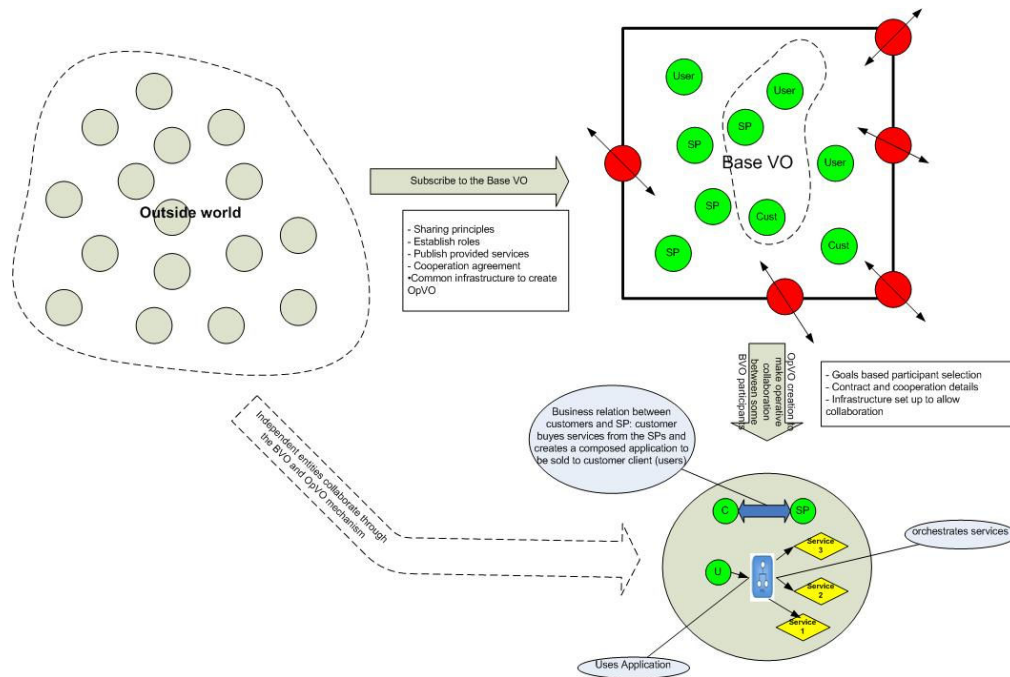 Outside world
Subscribe to the Base VO
- Sharing principles
- Establish roles
- Publish provided services
- Cooperation agreement
•Common infrastructure to create
OpVO
User
User
SP
SP
Base VO
User
SP
Cust
Cust
SP
OpVO creation to
make operative
collaboration
between some
BVO participants
- Goals based participant selection
- Contract and cooperation details
- Infrastructure set up to allow
collaboration
Independent entities collaborate through
the BVO and OpVO mechanism
Business relation between
customers and SP: customer
buyes services from the SPs and
creates a composed application to
be sold to customer client (users)
C
SP
orchestrates services
Service
3
U
Service
2
Service
1
Uses Application